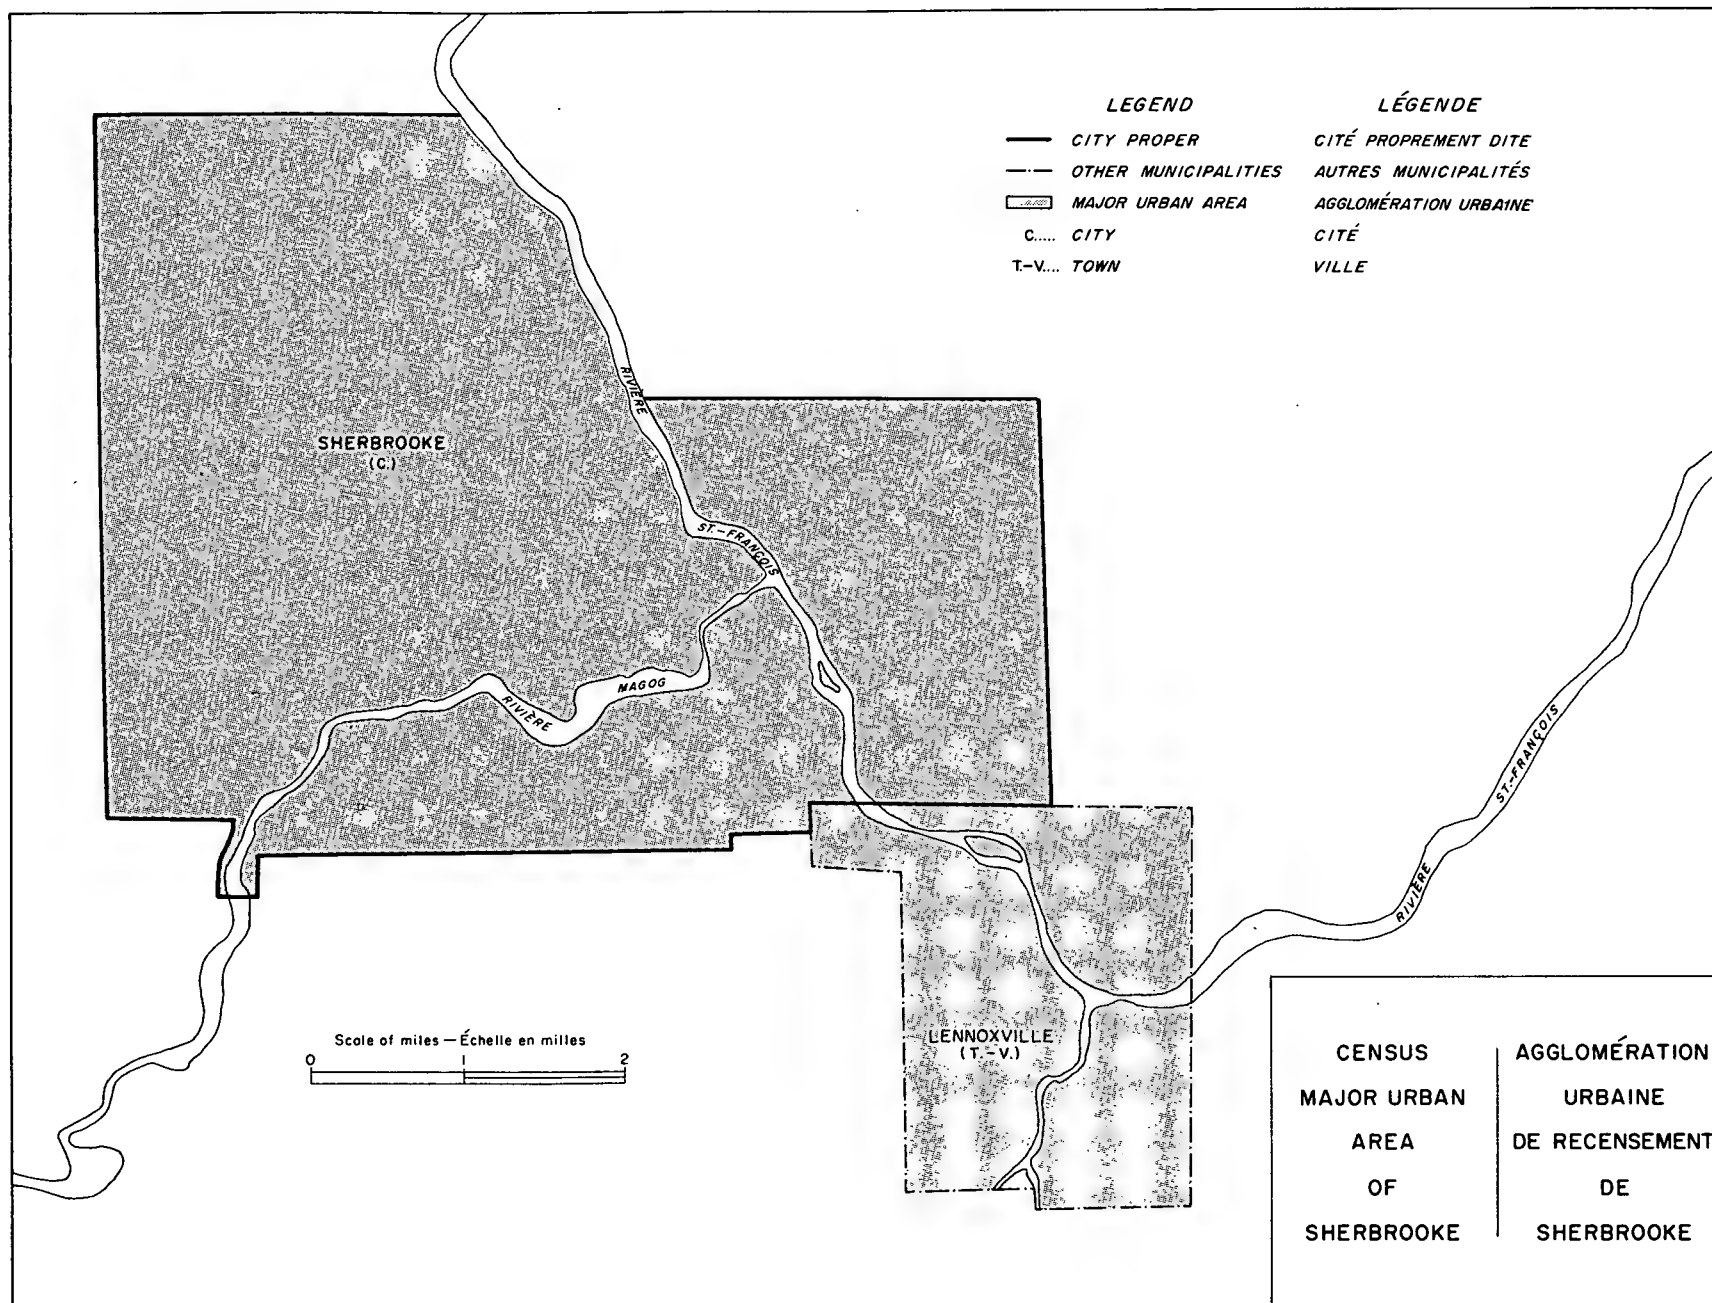 LEGEND LÉGENDE
CITY PROPER CITÉ PROPREMENT DITE
OTHER MUNICIPALITIES AUTRES MUNICIPALITÉS
MAJOR URBAN AREA AGGLOMÉRATION URBAINE
C..... CITY CITÉ
T.-V.... TOWN VILLE
RIVIÈRE
SHERBROOKE
(C.)
ST.-FRANÇOIS
MAGOG
RIVIÈRE
ST.-FRANÇOIS
RIVIÈRE
LENNOXVILLE
(T.-V.)
Scale of miles — Échelle en milles
0 1 2
CENSUS
MAJOR URBAN
AREA
OF
SHERBROOKE
AGGLOMÉRATION
URBAINE
DE RECENSEMENT
DE
SHERBROOKE